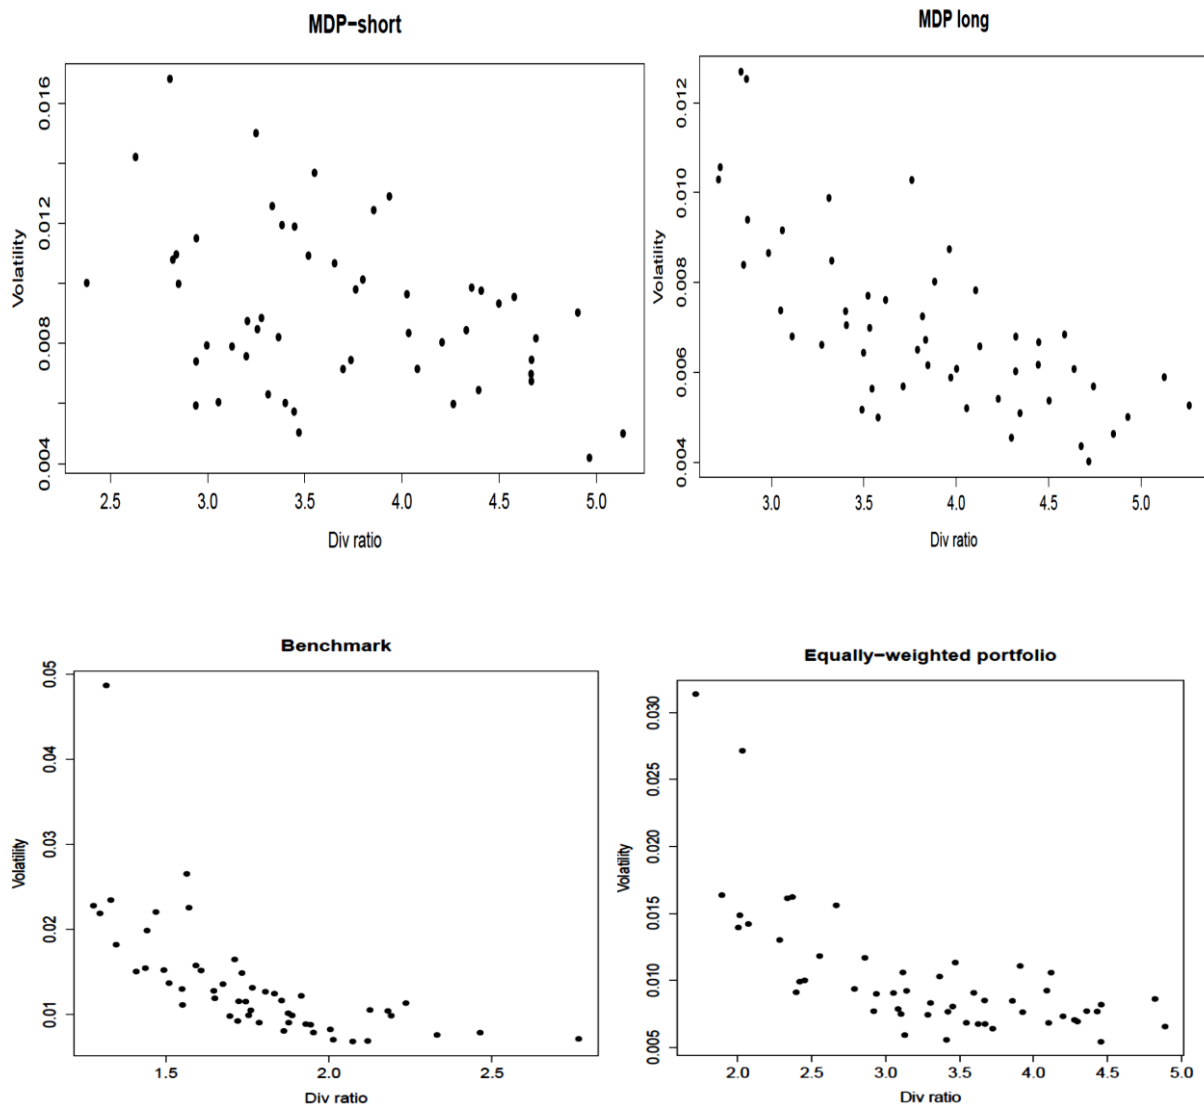 MDP-short
Volatility
0.016
0.012
0.008
0.004
2.5 3.0 3.5 4.0 4.5 5.0
Div ratio
MDP long
Volatility
0.012
0.010
0.008
0.006
0.004
3.0 3.5 4.0 4.5 5.0
Div ratio
Benchmark
Volatility
0.05
0.04
0.03
0.02
0.01
1.5 2.0 2.5
Div ratio
Equally-weighted portfolio
Volatility
0.030
0.025
0.020
0.015
0.010
0.005
2.0 2.5 3.0 3.5 4.0 4.5 5.0
Div ratio